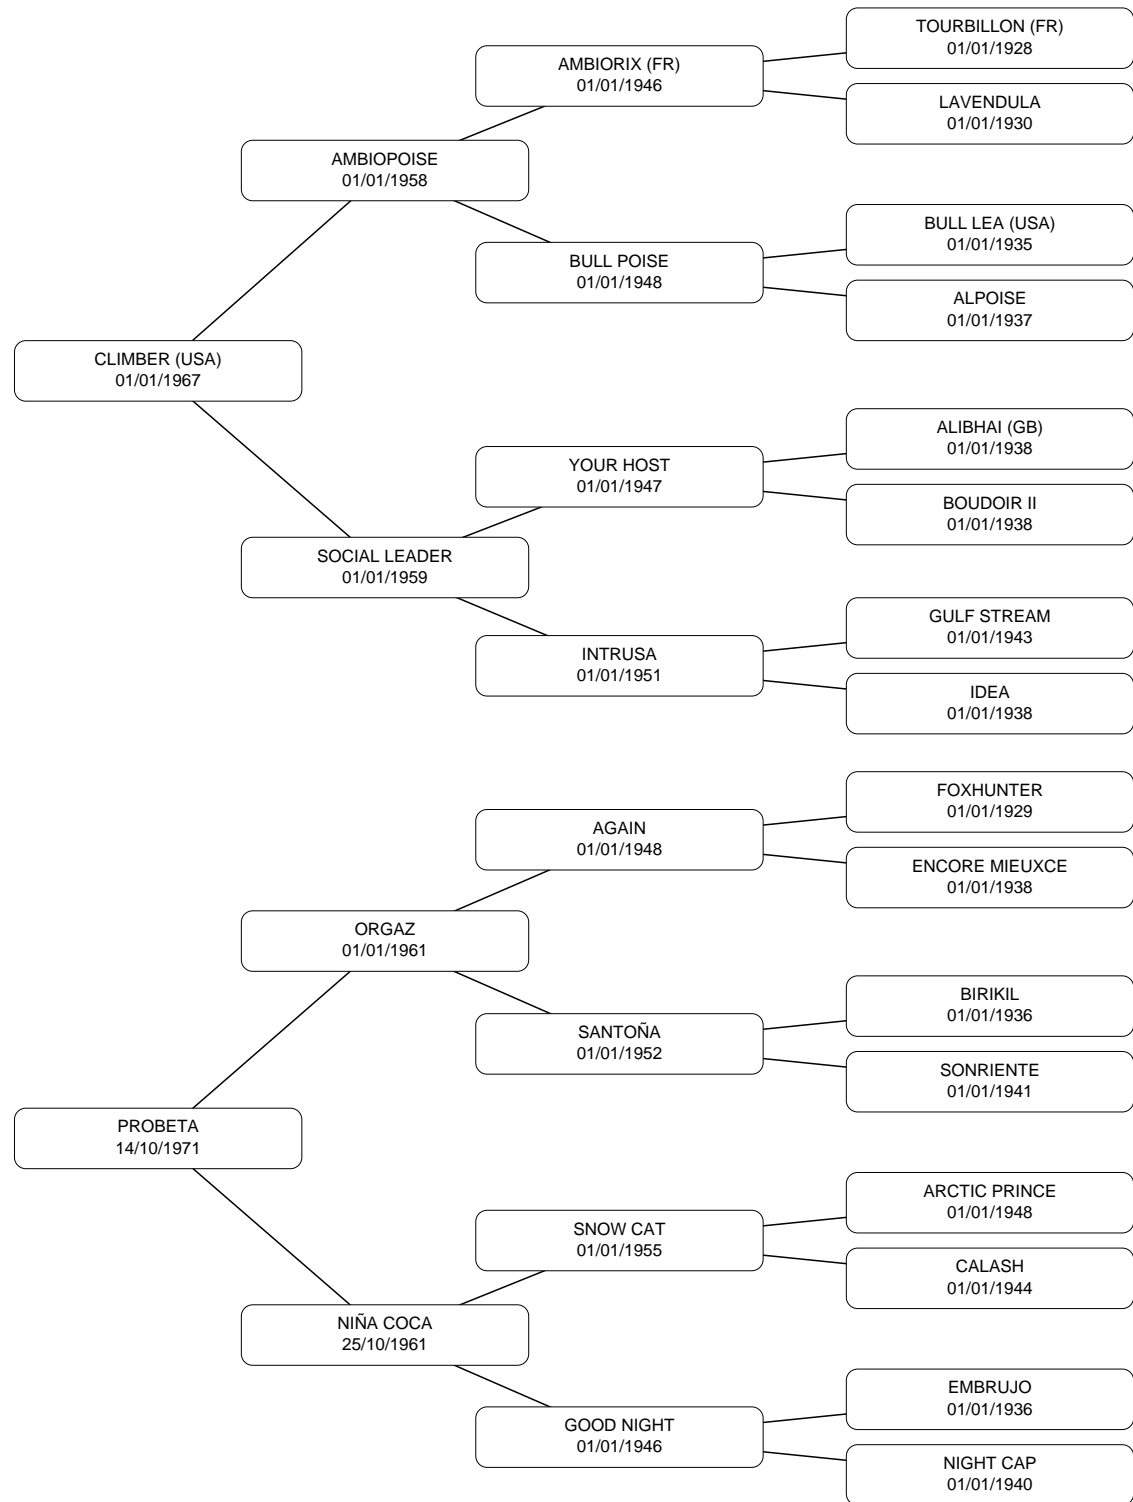 TOURBILLON (FR)
01/01/1928
AMBIORIX (FR)
01/01/1946
LAVENDULA
01/01/1930
AMBIOPOISE
01/01/1958
BULL LEA (USA)
01/01/1935
BULL POISE
01/01/1948
ALPOISE
01/01/1937
CLIMBER (USA)
01/01/1967
ALIBHAI (GB)
01/01/1938
YOUR HOST
01/01/1947
BOUDOIR II
01/01/1938
SOCIAL LEADER
01/01/1959
GULF STREAM
01/01/1943
INTRUSA
01/01/1951
IDEA
01/01/1938
FOXHUNTER
01/01/1929
AGAIN
01/01/1948
ENCORE MIEUXCE
01/01/1938
ORGAZ
01/01/1961
BIRIKIL
01/01/1936
SANTOÑA
01/01/1952
SONRIENTE
01/01/1941
PROBETA
14/10/1971
ARCTIC PRINCE
01/01/1948
SNOW CAT
01/01/1955
CALASH
01/01/1944
NIÑA COCA
25/10/1961
EMBRUJO
01/01/1936
GOOD NIGHT
01/01/1946
NIGHT CAP
01/01/1940